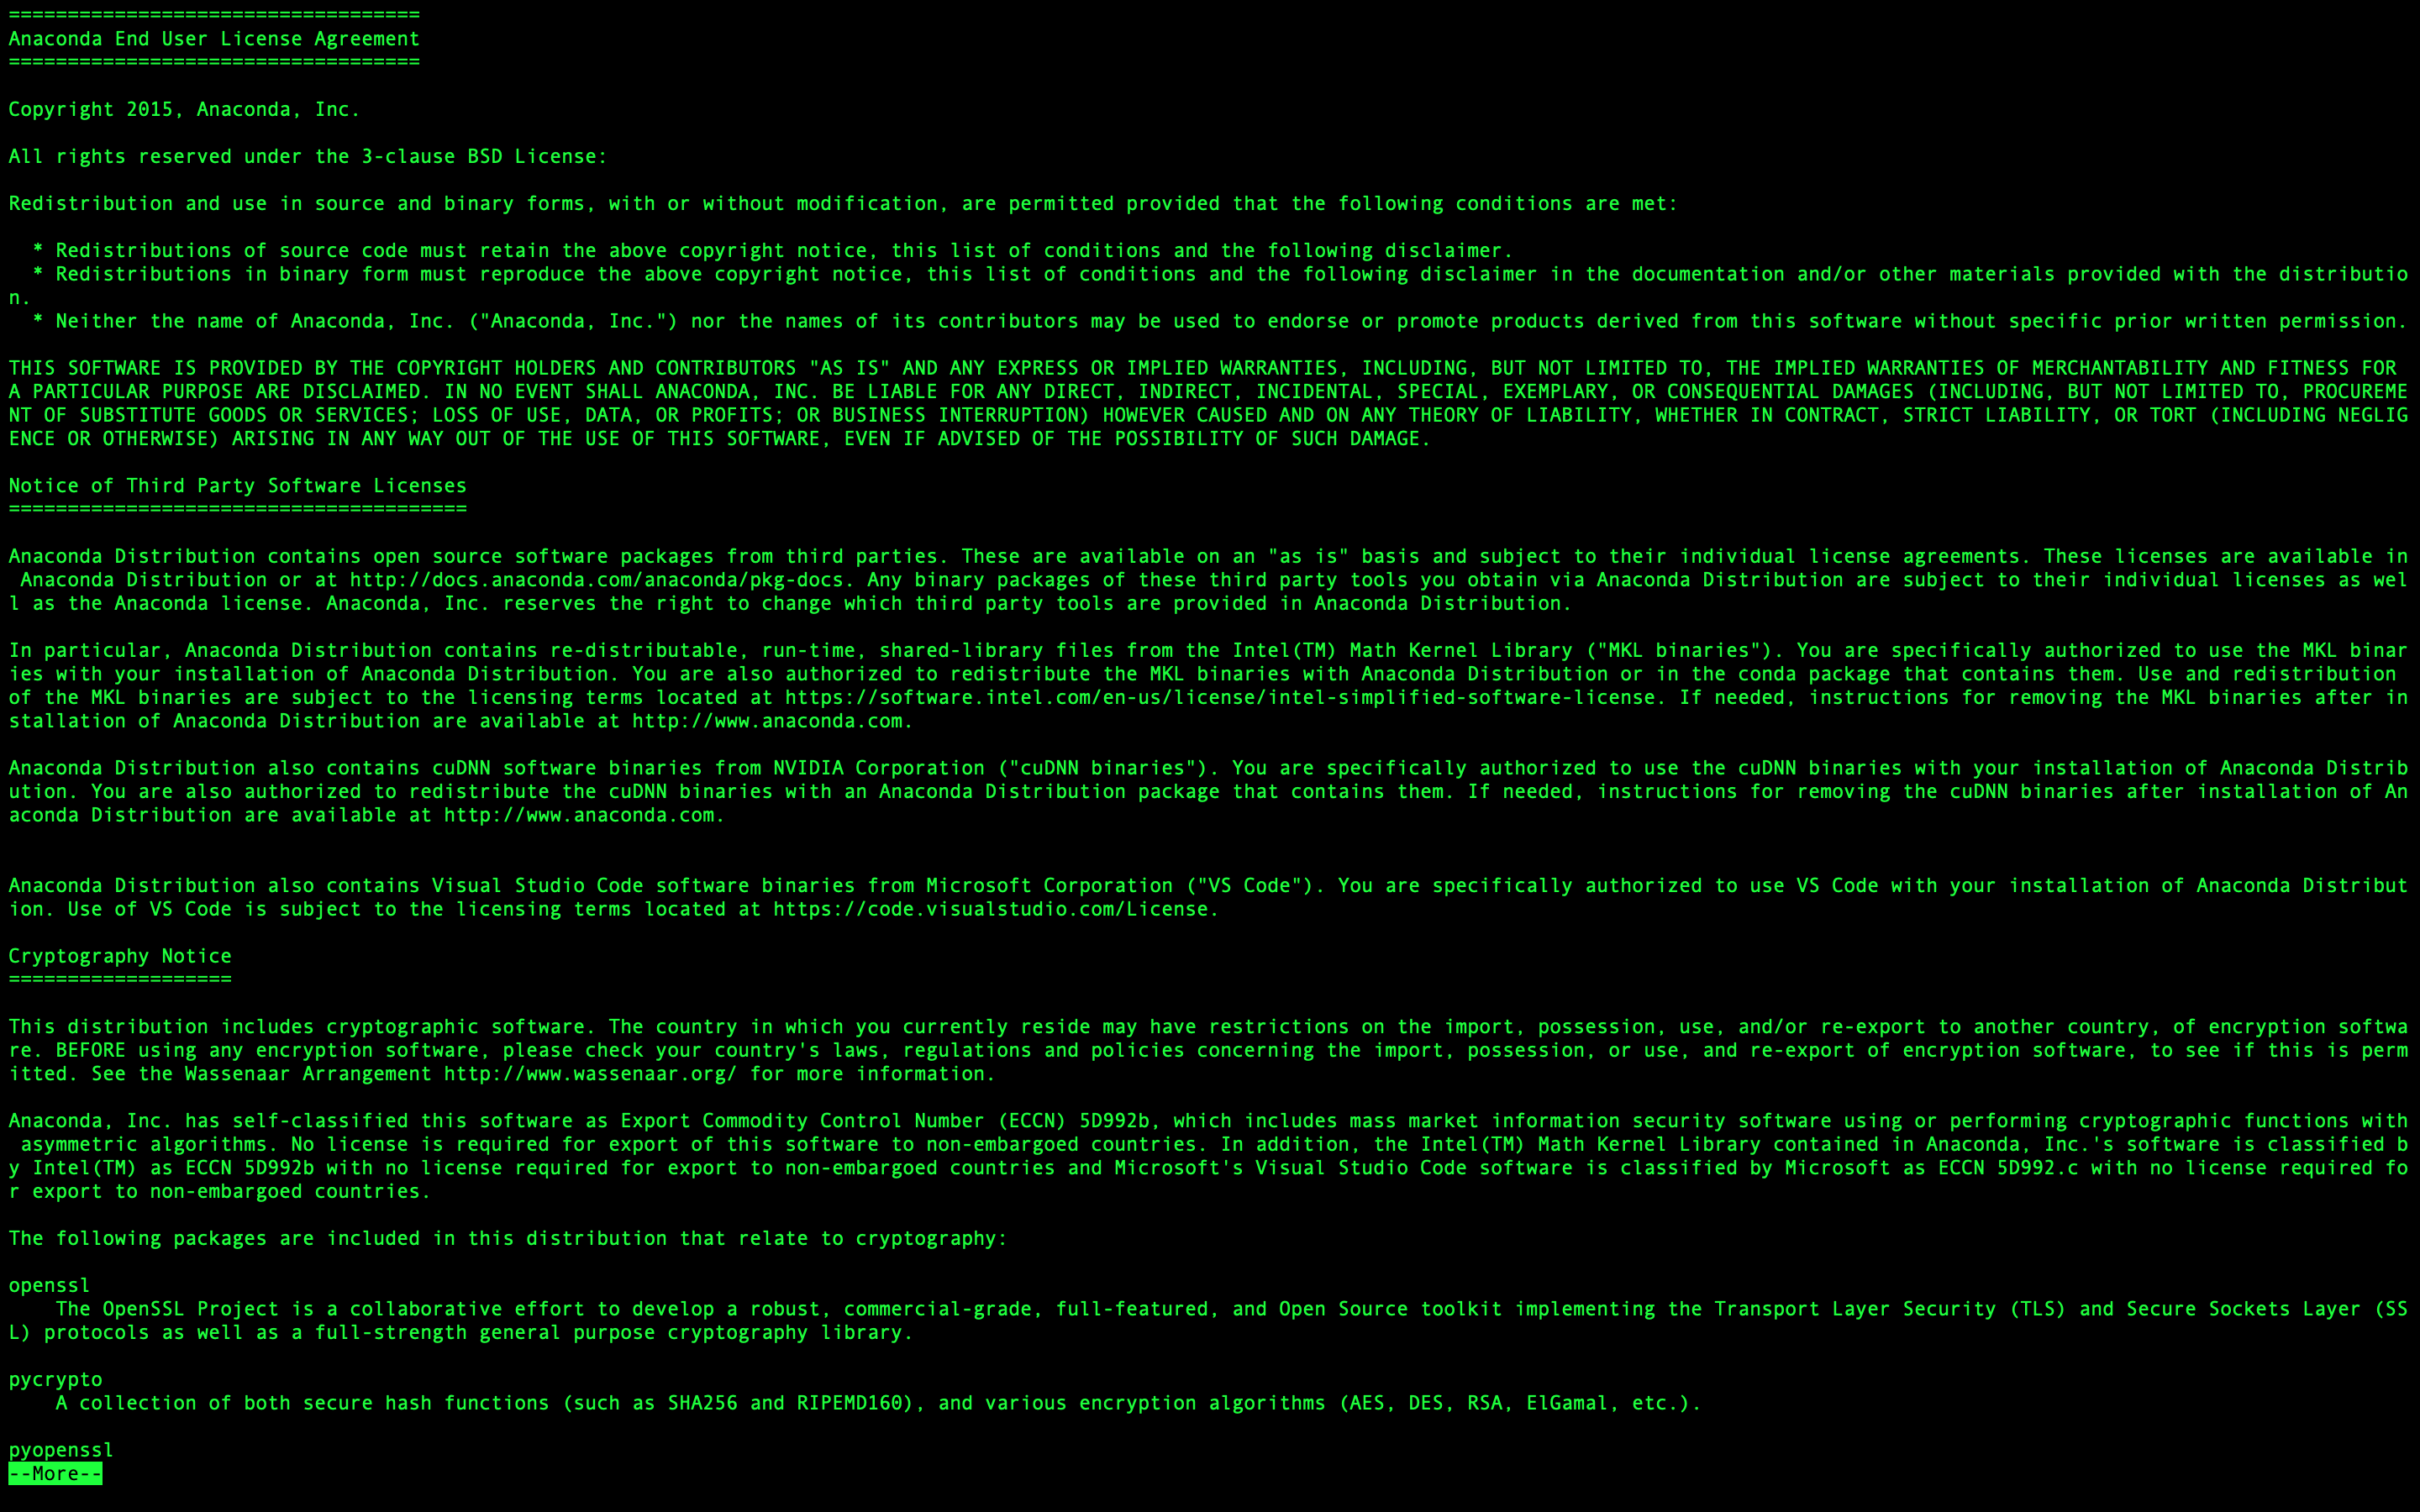 ===================================
Anaconda End User License Agreement
===================================
Copyright 2015, Anaconda, Inc.
All rights reserved under the 3-clause BSD License:
Redistribution and use in source and binary forms, with or without modification, are permitted provided that the following conditions are met:
  * Redistributions of source code must retain the above copyright notice, this list of conditions and the following disclaimer.
  * Redistributions in binary form must reproduce the above copyright notice, this list of conditions and the following disclaimer in the documentation and/or other materials provided with the distributio
n.
  * Neither the name of Anaconda, Inc. ("Anaconda, Inc.") nor the names of its contributors may be used to endorse or promote products derived from this software without specific prior written permission.
THIS SOFTWARE IS PROVIDED BY THE COPYRIGHT HOLDERS AND CONTRIBUTORS "AS IS" AND ANY EXPRESS OR IMPLIED WARRANTIES, INCLUDING, BUT NOT LIMITED TO, THE IMPLIED WARRANTIES OF MERCHANTABILITY AND FITNESS FOR
A PARTICULAR PURPOSE ARE DISCLAIMED. IN NO EVENT SHALL ANACONDA, INC. BE LIABLE FOR ANY DIRECT, INDIRECT, INCIDENTAL, SPECIAL, EXEMPLARY, OR CONSEQUENTIAL DAMAGES (INCLUDING, BUT NOT LIMITED TO, PROCUREME
NT OF SUBSTITUTE GOODS OR SERVICES; LOSS OF USE, DATA, OR PROFITS; OR BUSINESS INTERRUPTION) HOWEVER CAUSED AND ON ANY THEORY OF LIABILITY, WHETHER IN CONTRACT, STRICT LIABILITY, OR TORT (INCLUDING NEGLIG
ENCE OR OTHERWISE) ARISING IN ANY WAY OUT OF THE USE OF THIS SOFTWARE, EVEN IF ADVISED OF THE POSSIBILITY OF SUCH DAMAGE.
Notice of Third Party Software Licenses
=======================================
Anaconda Distribution contains open source software packages from third parties. These are available on an "as is" basis and subject to their individual license agreements. These licenses are available in
 Anaconda Distribution or at http://docs.anaconda.com/anaconda/pkg-docs. Any binary packages of these third party tools you obtain via Anaconda Distribution are subject to their individual licenses as wel
l as the Anaconda license. Anaconda, Inc. reserves the right to change which third party tools are provided in Anaconda Distribution.
In particular, Anaconda Distribution contains re-distributable, run-time, shared-library files from the Intel(TM) Math Kernel Library ("MKL binaries"). You are specifically authorized to use the MKL binar
ies with your installation of Anaconda Distribution. You are also authorized to redistribute the MKL binaries with Anaconda Distribution or in the conda package that contains them. Use and redistribution
of the MKL binaries are subject to the licensing terms located at https://software.intel.com/en-us/license/intel-simplified-software-license. If needed, instructions for removing the MKL binaries after in
stallation of Anaconda Distribution are available at http://www.anaconda.com.
Anaconda Distribution also contains cuDNN software binaries from NVIDIA Corporation ("cuDNN binaries"). You are specifically authorized to use the cuDNN binaries with your installation of Anaconda Distrib
ution. You are also authorized to redistribute the cuDNN binaries with an Anaconda Distribution package that contains them. If needed, instructions for removing the cuDNN binaries after installation of An
aconda Distribution are available at http://www.anaconda.com.
Anaconda Distribution also contains Visual Studio Code software binaries from Microsoft Corporation ("VS Code"). You are specifically authorized to use VS Code with your installation of Anaconda Distribut
ion. Use of VS Code is subject to the licensing terms located at https://code.visualstudio.com/License.
Cryptography Notice
===================
This distribution includes cryptographic software. The country in which you currently reside may have restrictions on the import, possession, use, and/or re-export to another country, of encryption softwa
re. BEFORE using any encryption software, please check your country's laws, regulations and policies concerning the import, possession, or use, and re-export of encryption software, to see if this is perm
itted. See the Wassenaar Arrangement http://www.wassenaar.org/ for more information.
Anaconda, Inc. has self-classified this software as Export Commodity Control Number (ECCN) 5D992b, which includes mass market information security software using or performing cryptographic functions with
 asymmetric algorithms. No license is required for export of this software to non-embargoed countries. In addition, the Intel(TM) Math Kernel Library contained in Anaconda, Inc.'s software is classified b
y Intel(TM) as ECCN 5D992b with no license required for export to non-embargoed countries and Microsoft's Visual Studio Code software is classified by Microsoft as ECCN 5D992.c with no license required fo
r export to non-embargoed countries.
The following packages are included in this distribution that relate to cryptography:
openssl
    The OpenSSL Project is a collaborative effort to develop a robust, commercial-grade, full-featured, and Open Source toolkit implementing the Transport Layer Security (TLS) and Secure Sockets Layer (SS
L) protocols as well as a full-strength general purpose cryptography library.
pycrypto
    A collection of both secure hash functions (such as SHA256 and RIPEMD160), and various encryption algorithms (AES, DES, RSA, ElGamal, etc.).
pyopenssl
--More--